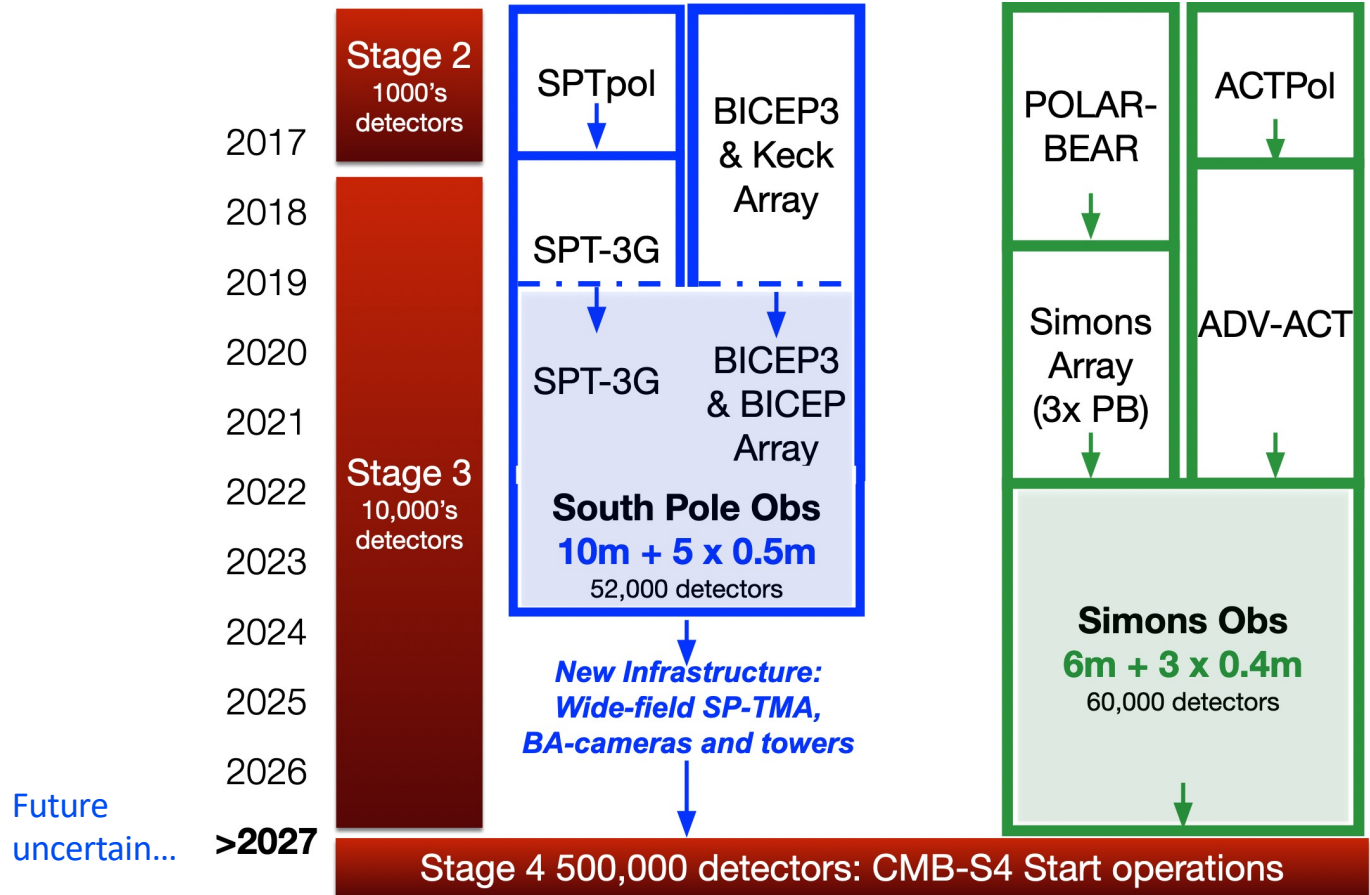 Stage 2
1000's
detectors
2017
2018
2019
2020
2021
2022
2023
2024
2025
2026
>2027
Future
uncertain...
Stage 3
10,000's
detectors
SPTpol
SPT-3G
SPT-3G
BICEP3
& Keck
Array
BICEP3
& BICEP
Array
South Pole Obs
10m + 5 x 0.5m
52,000 detectors
New Infrastructure:
Wide-field SP-TMA,
BA-cameras and towers
POLAR-
BEAR
Simons
Array
(3x PB)
ACTPol
ADV-ACT
Simons Obs
6m + 3 x 0.4m
60,000 detectors
Stage 4 500,000 detectors: CMB-S4 Start operations